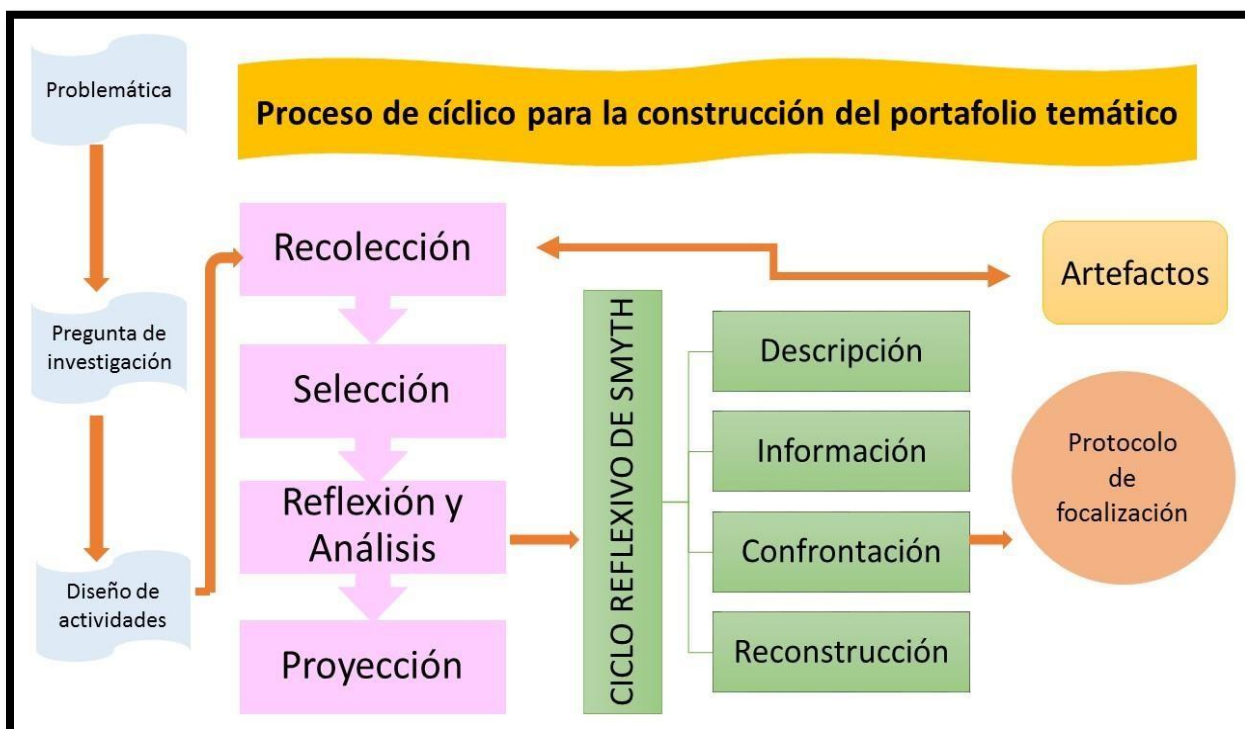 Problemática
Proceso de cíclico para la construcción del portafolio temático
Pregunta de
investigación
Diseño de
actividades
Recolección
Selección
Reflexión y
Análisis
Proyección
CICLO REFLEXIVO DE SMYTH
Descripción
Información
Confrontación
Reconstrucción
Artefactos
Protocolo
de
focalización